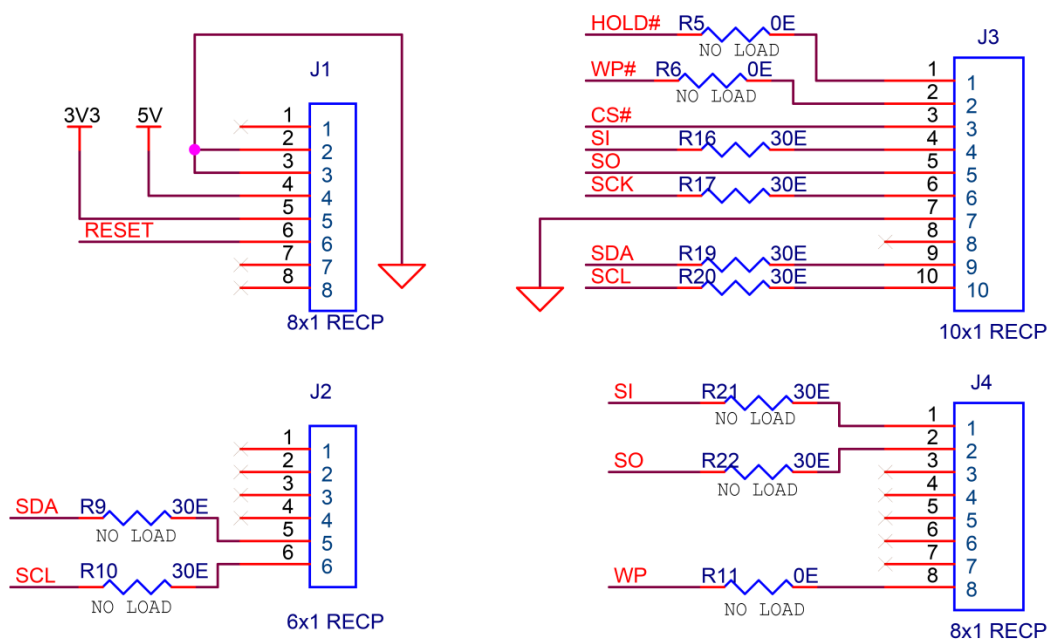 J1
3V3 5V
1 1
2 2
3 3
4 4
5 5
RESET 6 6
7 7
8 8
8x1 RECP
J3
HOLD# R5 0E
NO LOAD
1 1
WP# R6 0E
NO LOAD
2 2
CS# 3 3
SI R16 30E 4 4
SO 5 5
SCK R17 30E 6 6
7 7
8 8
SDA R19 30E 9 9
SCL R20 30E 10 10
10x1 RECP
J2
1 1
2 2
3 3
4 4
SDA R9 30E
NO LOAD
5 5
6 6
SCL R10 30E
NO LOAD
6x1 RECP
J4
SI R21 30E
NO LOAD
1 1
2 2
SO R22 30E
NO LOAD
3 3
4 4
5 5
6 6
7 7
WP R11 0E 8 8
NO LOAD
8x1 RECP